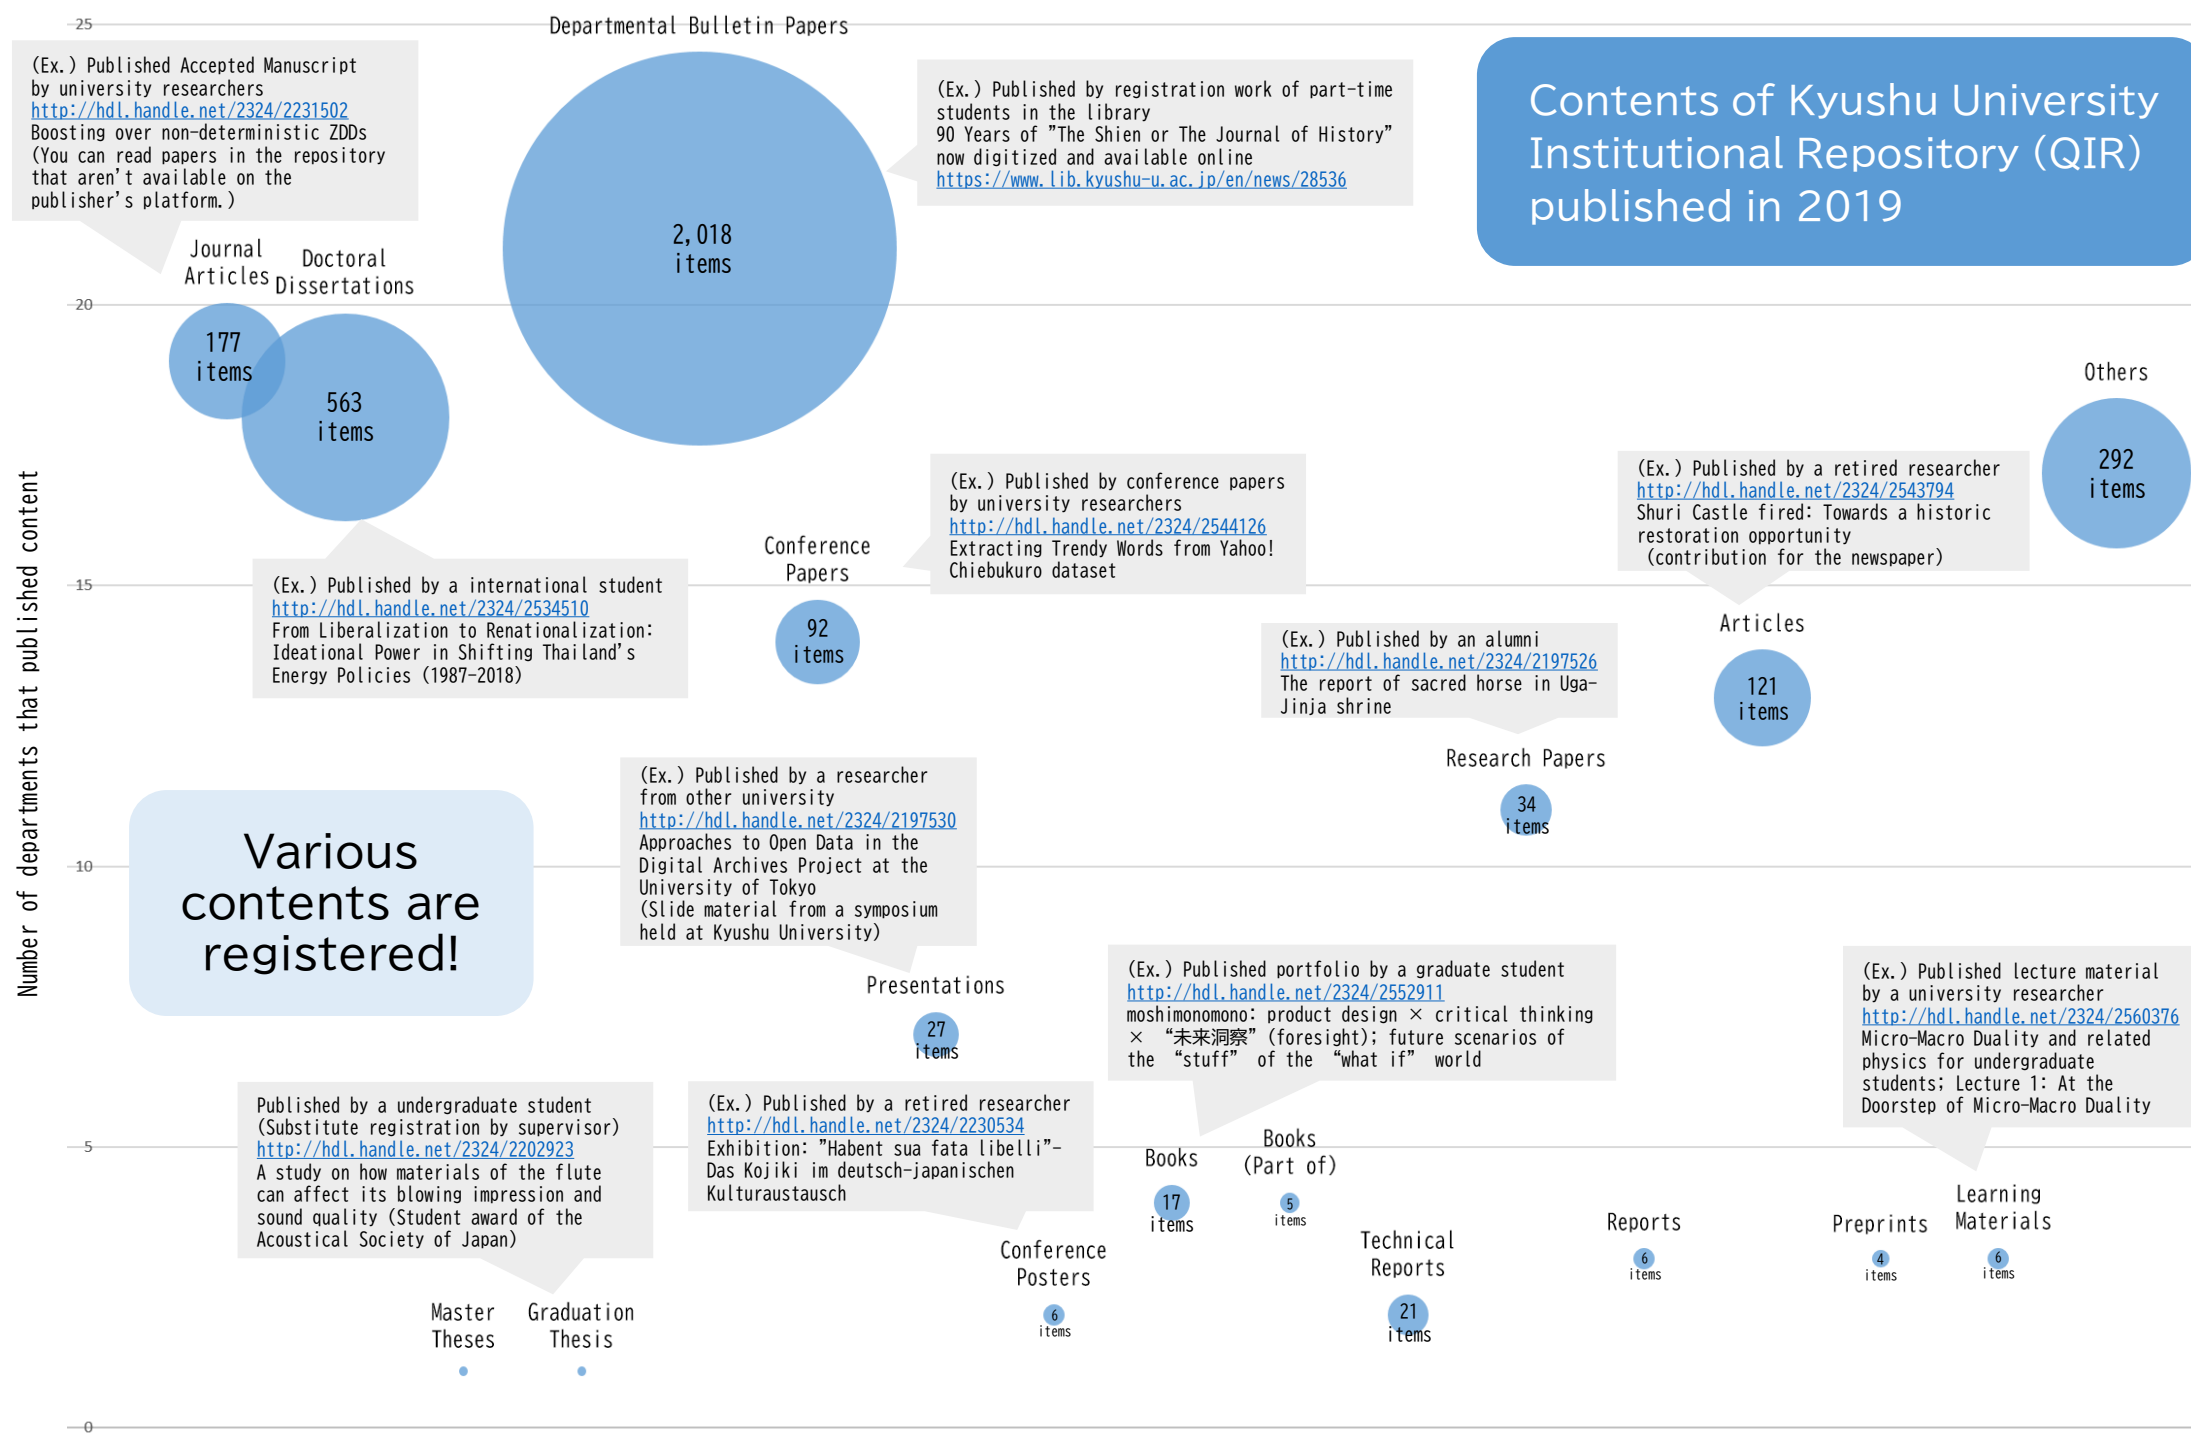 25
Departmental Bulletin Papers
(Ex.) Published Accepted Manuscript
by university researchers
http://hdl.handle.net/2324/2231502
Boosting over non-deterministic ZDDs
(You can read papers in the repository
that aren't available on the
publisher's platform.)
(Ex.) Published by registration work of part-time
students in the library
90 Years of ”The Shien or The Journal of History”
now digitized and available online
https://www.lib.kyushu-u.ac.jp/en/news/28536
Contents of Kyushu University
Institutional Repository (QIR)
published in 2019
2,018
items
Journal
Articles
Doctoral
Dissertations
20
177
items
563
items
Others
292
items
(Ex.) Published by conference papers
by university researchers
http://hdl.handle.net/2324/2544126
Extracting Trendy Words from Yahoo!
Chiebukuro dataset
(Ex.) Published by a retired researcher
http://hdl.handle.net/2324/2543794
Shuri Castle fired: Towards a historic
restoration opportunity
(contribution for the newspaper)
Number of departments that published content
Conference
Papers
92
items
15
(Ex.) Published by a international student
http://hdl.handle.net/2324/2534510
From Liberalization to Renationalization:
Ideational Power in Shifting Thailand's
Energy Policies (1987-2018)
Articles
121
items
(Ex.) Published by an alumni
http://hdl.handle.net/2324/2197526
The report of sacred horse in Uga-
Jinja shrine
Research Papers
34
items
(Ex.) Published by a researcher
from other university
http://hdl.handle.net/2324/2197530
Approaches to Open Data in the
Digital Archives Project at the
University of Tokyo
(Slide material from a symposium
held at Kyushu University)
10
Various
contents are
registered!
Presentations
27
items
(Ex.) Published portfolio by a graduate student
http://hdl.handle.net/2324/2552911
moshimonomono: product design × critical thinking
× “未来洞察”(foresight); future scenarios of
the “stuff” of the “what if” world
(Ex.) Published lecture material
by a university researcher
http://hdl.handle.net/2324/2560376
Micro-Macro Duality and related
physics for undergraduate
students; Lecture 1: At the
Doorstep of Micro-Macro Duality
5
Published by a undergraduate student
(Substitute registration by supervisor)
http://hdl.handle.net/2324/2202923
A study on how materials of the flute
can affect its blowing impression and
sound quality (Student award of the
Acoustical Society of Japan)
(Ex.) Published by a retired researcher
http://hdl.handle.net/2324/2230534
Exhibition: ”Habent sua fata libelli”-
Das Kojiki im deutsch-japanischen
Kulturaustausch
Books
17
items
Books
(Part of)
5
items
Conference
Posters
6
items
Technical
Reports
21
items
Reports
6
items
Preprints
4
items
Learning
Materials
6
items
Master
Theses
Graduation
Thesis
0